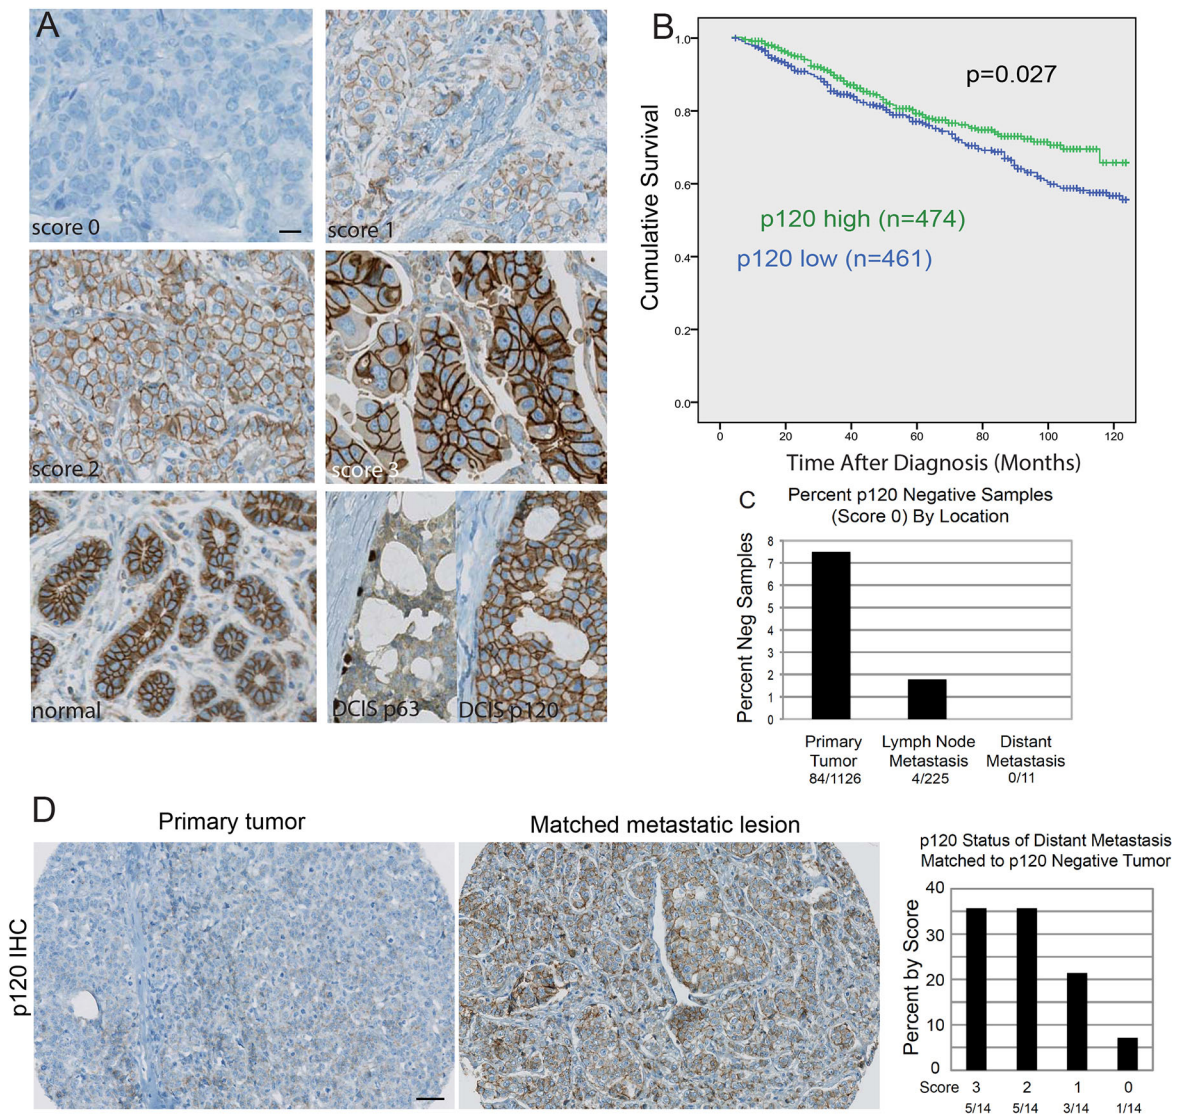 A
score 0
score 1
score 2
score 3
normal
DCIS p63
DCIS p120
B
1.0
0.8
0.6
0.4
0.2
0.0
Cumulative Survival
p=0.027
p120 high (n=474)
p120 low (n=461)
0 20 40 60 80 100 120
Time After Diagnosis (Months)
C
Percent p120 Negative Samples
(Score 0) By Location
Percent Neg Samples
8
7
6
5
4
3
2
1
0
Primary
Tumor
84/1126
Lymph Node
Metastasis
4/225
Distant
Metastasis
0/11
D
Primary tumor
Matched metastatic lesion
p120 IHC
p120 Status of Distant Metastasis
Matched to p120 Negative Tumor
Percent by Score
40
30
20
10
0
Score 3 2 1 0
5/14 5/14 3/14 1/14